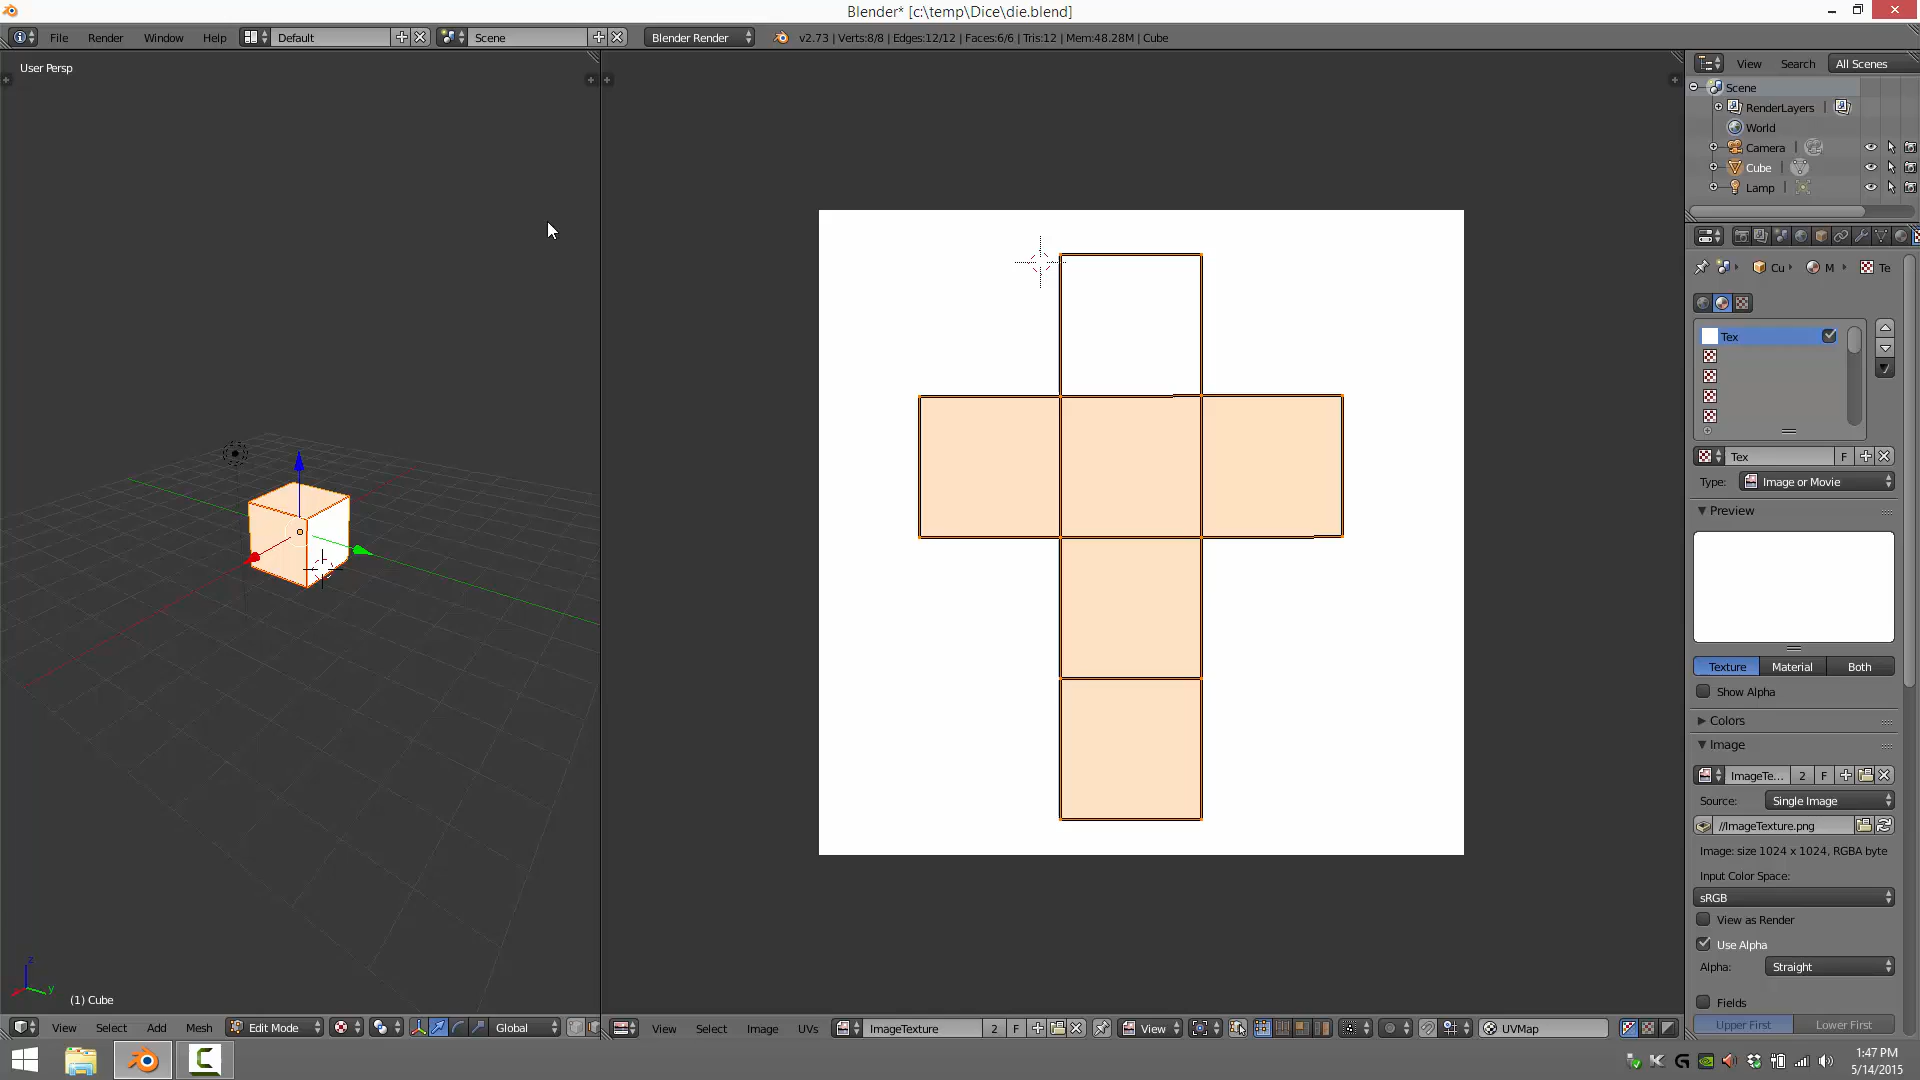 Blender* [c:\temp\Dice\die.blend]
File Render Window Help Default Scene Blender Render v2.73 | Verts:8/8 | Edges:12/12 | Faces:6/6 | Tris:12 | Mem:48.28M | Cube
User Persp
View Search All Scenes
Scene
RenderLayers
World
Camera
Cube
Lamp
Cu M Te
Tex
Tex F
Type: Image or Movie
Preview
Texture Material Both
Show Alpha
Colors
Image
ImageTe... 2 F
Source: Single Image
//ImageTexture.png
Image: size 1024 x 1024, RGBA byte
Input Color Space:
sRGB
View as Render
Use Alpha
Alpha: Straight
Fields
Upper First Lower First
z
y
(1) Cube
View Select Add Mesh Edit Mode Global
View Select Image UVs ImageTexture 2 F View UVMap
1:47 PM
5/14/2015